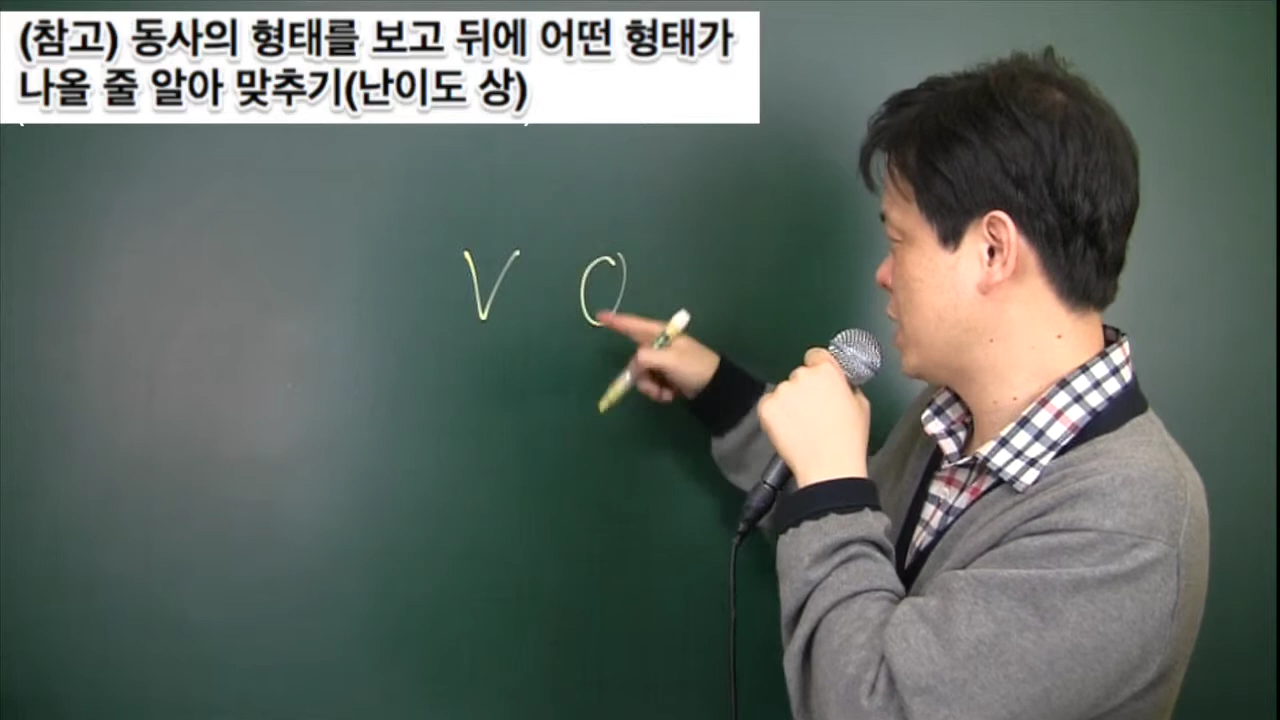 (참고) 동사의 형태를 보고 뒤에 어떤 형태가
나올 줄 알아 맞추기(난이도 상)
V O